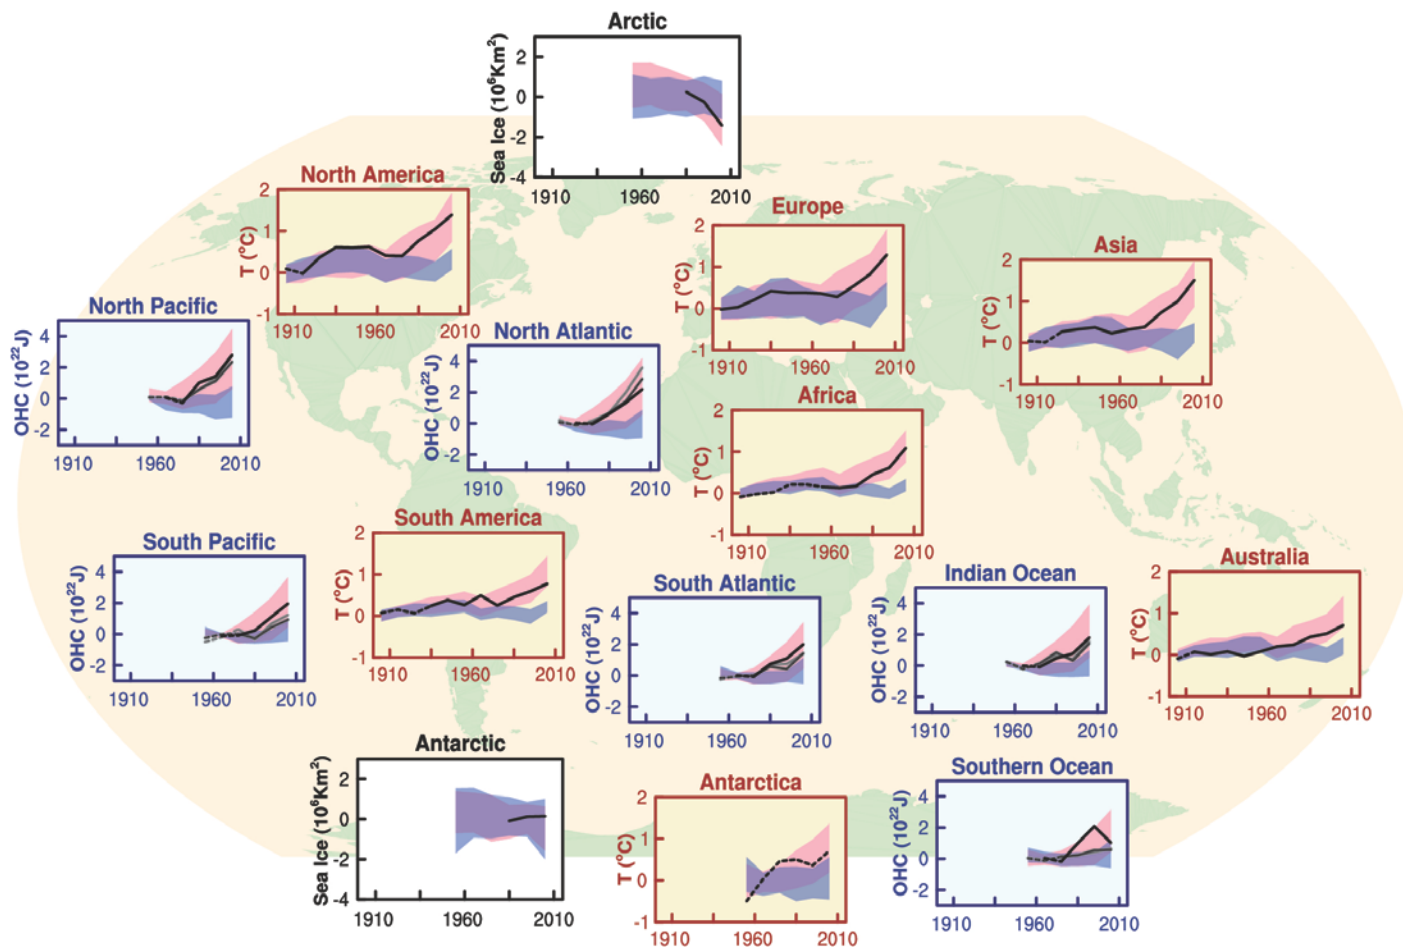 Arctic
Sea Ice (10⁶Km²)
2
0
-2
-4
1910 1960 2010
North America
T (°C)
2
1
0
-1
1910 1960 2010
Europe
T (°C)
2
1
0
-1
1910 1960 2010
Asia
T (°C)
2
1
0
-1
1910 1960 2010
North Pacific
OHC (10²²J)
4
2
0
-2
1910 1960 2010
North Atlantic
OHC (10²²J)
4
2
0
-2
1910 1960 2010
Africa
T (°C)
2
1
0
-1
1910 1960 2010
South Pacific
OHC (10²²J)
4
2
0
-2
1910 1960 2010
South America
T (°C)
2
1
0
-1
1910 1960 2010
South Atlantic
OHC (10²²J)
4
2
0
-2
1910 1960 2010
Indian Ocean
OHC (10²²J)
4
2
0
-2
1910 1960 2010
Australia
T (°C)
2
1
0
-1
1910 1960 2010
Antarctic
Sea Ice (10⁶Km²)
2
0
-2
-4
1910 1960 2010
Antarctica
T (°C)
2
1
0
-1
1910 1960 2010
Southern Ocean
OHC (10²²J)
4
2
0
-2
1910 1960 2010